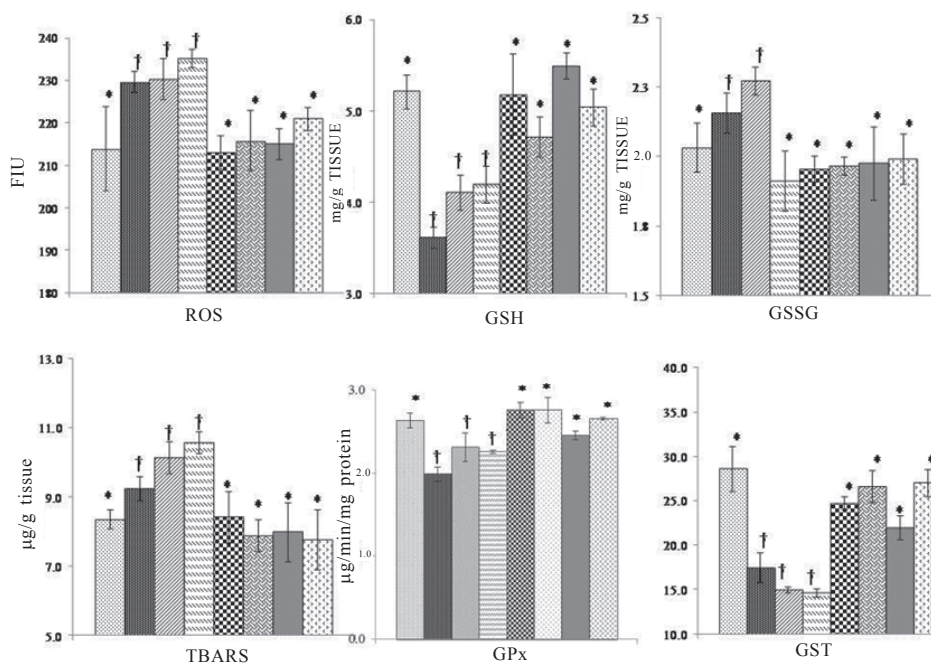 240
230
220
210
200
190
180
FIU
* † † † * * * *
ROS
6.0
5.0
4.0
3.0
mg/g TISSUE
* † † † * * * *
GSH
2.5
2.3
2.0
1.8
1.5
mg/g TISSUE
* † † * * * * *
GSSG
13.0
11.0
9.0
7.0
5.0
µg/g tissue
* † † † * * * *
TBARS
3.0
2.0
1.0
0.0
µg/min/mg protein
* † † † * * * *
GPx
40.0
35.0
30.0
25.0
20.0
15.0
10.0
* † † † * * * *
GST